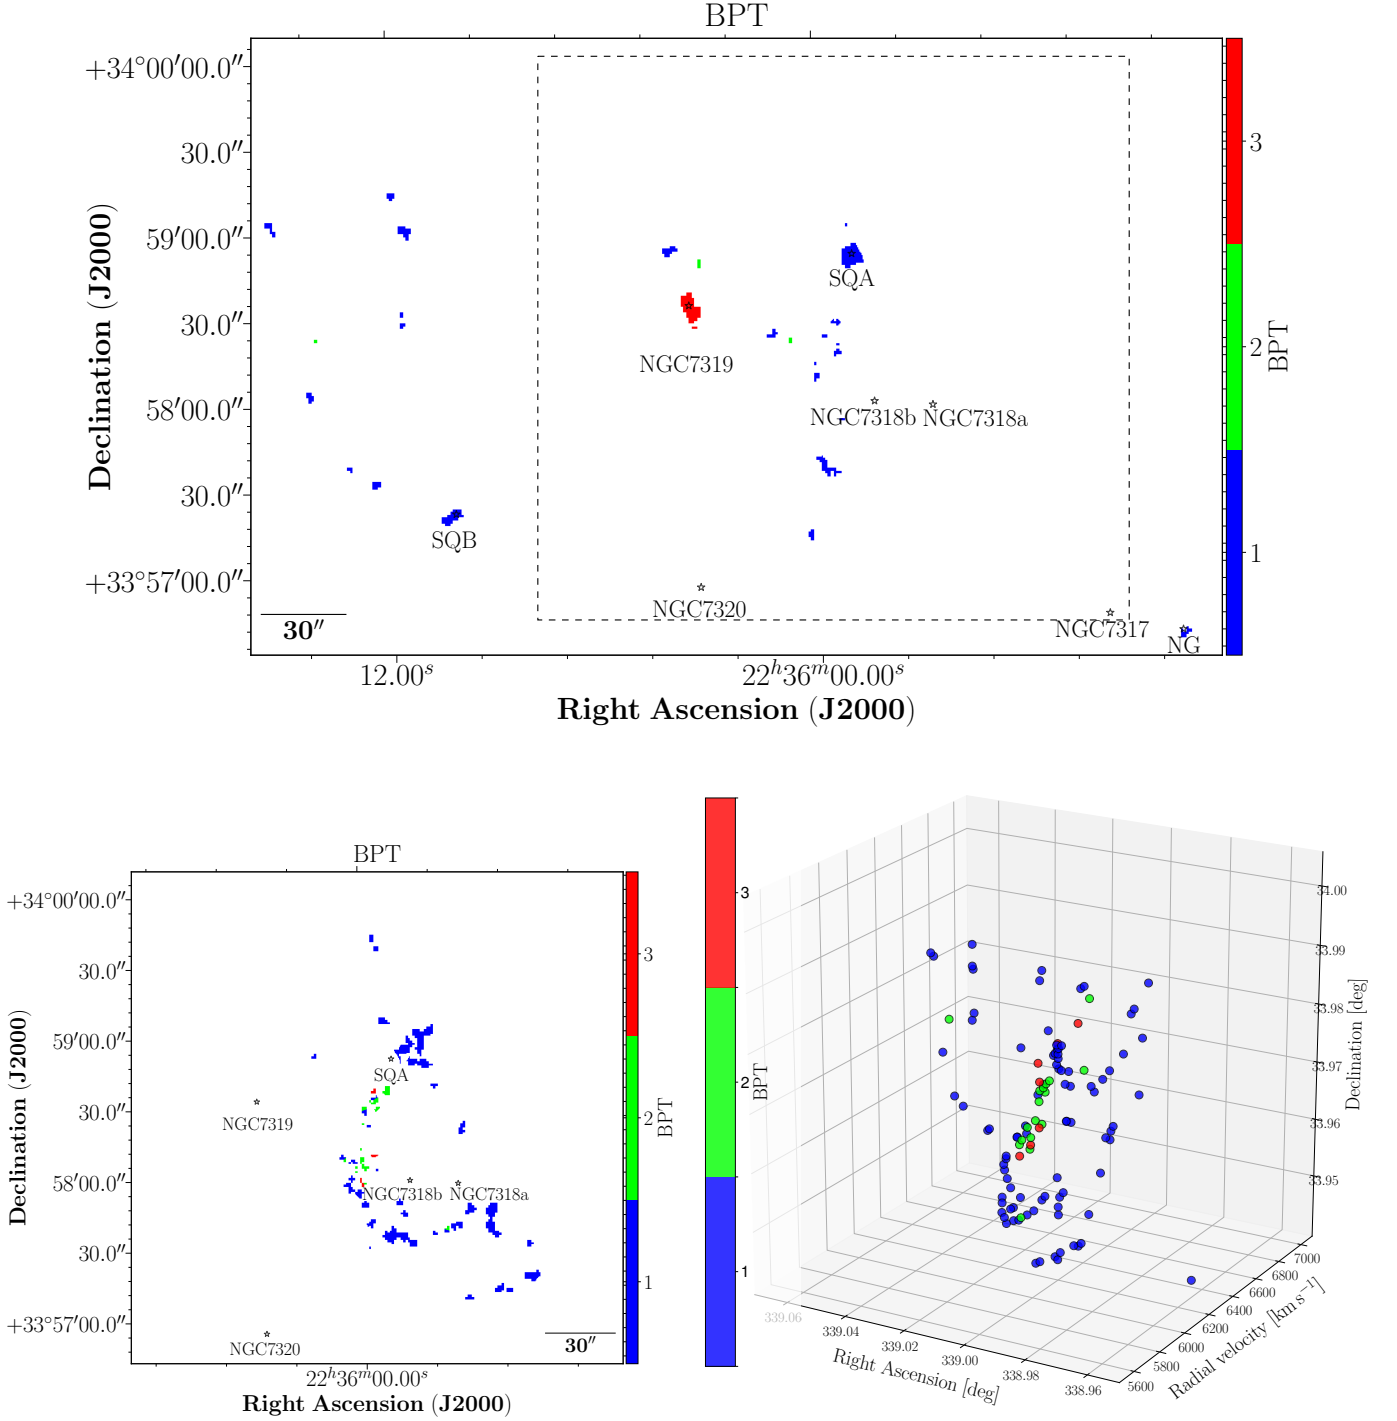 BPT
+34°00′00.0″
30.0″
59′00.0″
30.0″
58′00.0″
30.0″
+33°57′00.0″
Declination (J2000)
SQA
NGC7319
NGC7318b
NGC7318a
SQB
NGC7320
NGC7317
NG
30″
12.00ˢ
22ʰ36ᵐ00.00ˢ
Right Ascension (J2000)
3
2
1
BPT
BPT
+34°00′00.0″
30.0″
59′00.0″
30.0″
58′00.0″
30.0″
+33°57′00.0″
Declination (J2000)
SQA
NGC7319
NGC7318b
NGC7318a
NGC7320
30″
22ʰ36ᵐ00.00ˢ
Right Ascension (J2000)
3
2
1
BPT
3
2
1
BPT
34.00
33.99
33.98
33.97
33.96
33.95
Declination [deg]
339.06
339.04
339.02
339.00
338.98
338.96
Right Ascension [deg]
5600
5800
6000
6200
6400
6600
6800
7000
Radial velocity [km s⁻¹]